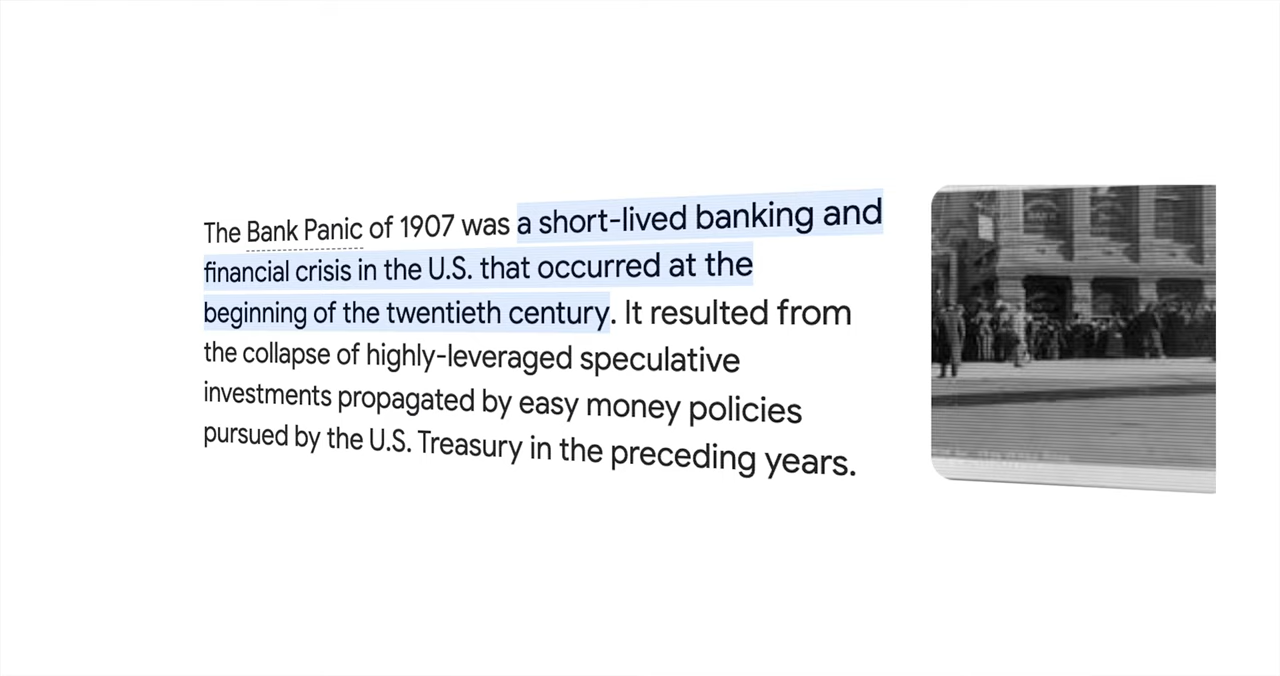 The Bank Panic of 1907 was a short-lived banking and
financial crisis in the U.S. that occurred at the
beginning of the twentieth century. It resulted from
the collapse of highly-leveraged speculative
investments propagated by easy money policies
pursued by the U.S. Treasury in the preceding years.